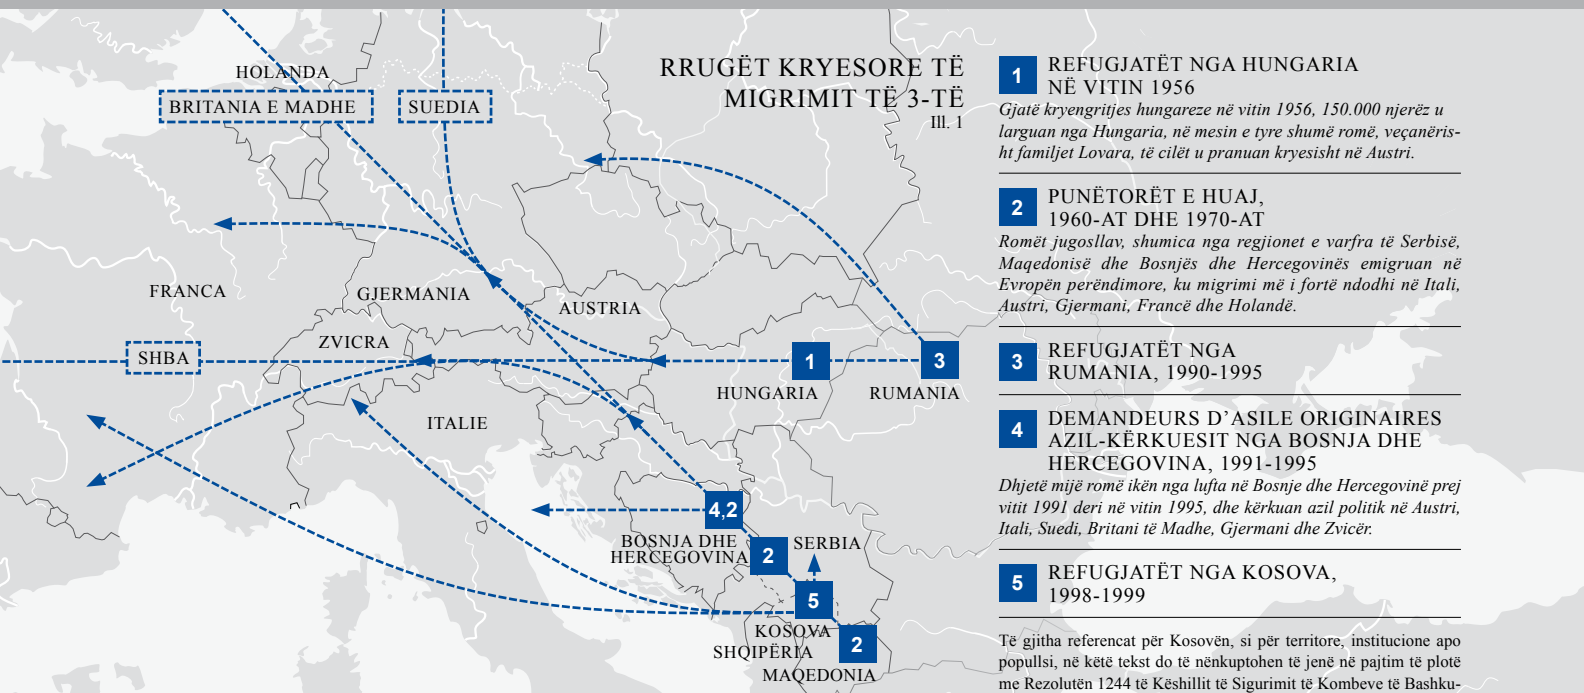 RRUGËT KRYESORE TË
MIGRIMIT TË 3-TË
Ill. 1
HOLANDA
BRITANIA E MADHE
SUEDIA
FRANCA
GJERMANIA
AUSTRIA
ZVICRA
SHBA
1
3
HUNGARIA
RUMANIA
ITALIE
4,2
BOSNJA DHE
HERCEGOVINA
2
SERBIA
5
KOSOVA
2
SHQIPËRIA
MAQEDONIA
1
REFUGJATËT NGA HUNGARIA
NË VITIN 1956
Gjatë kryengritjes hungareze në vitin 1956, 150.000 njerëz u
larguan nga Hungaria, në mesin e tyre shumë romë, veçanëris-
ht familjet Lovara, të cilët u pranuan kryesisht në Austri.
2
PUNËTORËT E HUAJ,
1960-AT DHE 1970-AT
Romët jugosllav, shumica nga regjionet e varfra të Serbisë,
Maqedonisë dhe Bosnjës dhe Hercegovinës emigruan në
Evropën perëndimore, ku migrimi më i fortë ndodhi në Itali,
Austri, Gjermani, Francë dhe Holandë.
3
REFUGJATËT NGA
RUMANIA, 1990-1995
4
DEMANDEURS D'ASILE ORIGINAIRES
AZIL-KËRKUESIT NGA BOSNJA DHE
HERCEGOVINA, 1991-1995
Dhjetë mijë romë ikën nga lufta në Bosnje dhe Hercegovinë prej
vitit 1991 deri në vitin 1995, dhe kërkuan azil politik në Austri,
Itali, Suedi, Britani të Madhe, Gjermani dhe Zvicër.
5
REFUGJATËT NGA KOSOVA,
1998-1999
Të gjitha referencat për Kosovën, si për territore, institucione apo
popullsi, në këtë tekst do të nënkuptohen të jenë në pajtim të plotë
me Rezolutën 1244 të Këshillit të Sigurimit të Kombeve të Bashku-